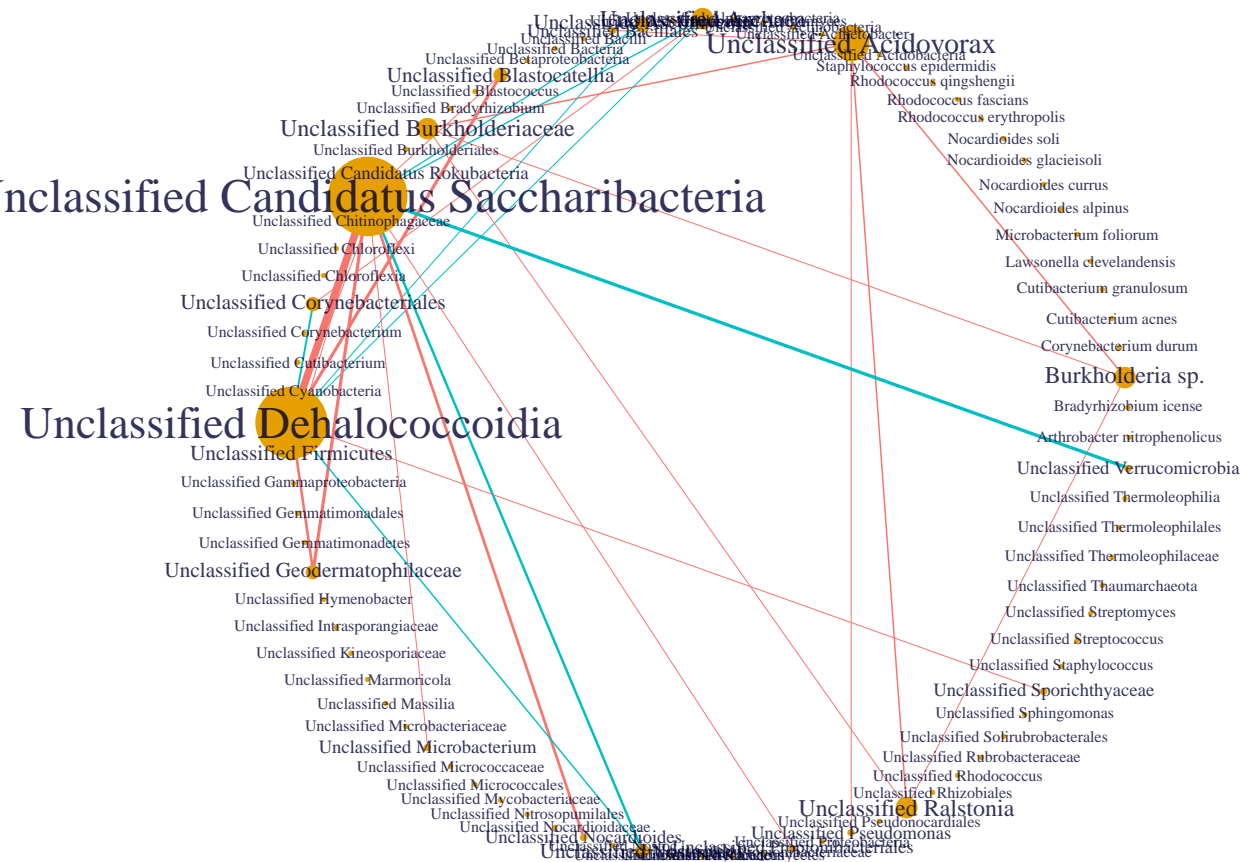 Unclassified Acidovorax
Unclassified Bacillales
Unclassified Bacilli
Unclassified Bacteria
Unclassified Acidobacteria
Unclassified Betaproteobacteria
Staphylococcus epidermidis
Unclassified Blastocatellia
Rhodococcus qingshengii
Unclassified Blastococcus
Rhodococcus fascians
Unclassified Bradyrhizobium
Rhodococcus erythropolis
Unclassified Burkholderiaceae
Nocardioides soli
Unclassified Burkholderiales
Nocardioides glacieisoli
Unclassified Candidatus Rokubacteria
Nocardioides currus
nclassified Candidatus Saccharibacteria
Nocardioides alpinus
Unclassified Chitinophagaceae
Microbacterium foliorum
Unclassified Chloroflexi
Lawsonella clevelandensis
Unclassified Chloroflexia
Cutibacterium granulosum
Unclassified Corynebacteriales
Cutibacterium acnes
Unclassified Corynebacterium
Corynebacterium durum
Unclassified Cutibacterium
Burkholderia sp.
Unclassified Cyanobacteria
Bradyrhizobium icense
Unclassified Dehalococcoidia
Arthrobacter nitrophenolicus
Unclassified Firmicutes
Unclassified Verrucomicrobia
Unclassified Gammaproteobacteria
Unclassified Thermoleophilia
Unclassified Gemmatimonadales
Unclassified Thermoleophilales
Unclassified Gemmatimonadetes
Unclassified Thermoleophilaceae
Unclassified Geodermatophilaceae
Unclassified Thaumarchaeota
Unclassified Hymenobacter
Unclassified Streptomyces
Unclassified Intrasporangiaceae
Unclassified Streptococcus
Unclassified Kineosporiaceae
Unclassified Staphylococcus
Unclassified Marmoricola
Unclassified Sporichthyaceae
Unclassified Massilia
Unclassified Sphingomonas
Unclassified Microbacteriaceae
Unclassified Solirubrobacterales
Unclassified Microbacterium
Unclassified Rubrobacteraceae
Unclassified Micrococcaceae
Unclassified Rhodococcus
Unclassified Micrococcales
Unclassified Rhizobiales
Unclassified Mycobacteriaceae
Unclassified Ralstonia
Unclassified Nitrosopumilales
Unclassified Pseudonocardiales
Unclassified Nocardioidaceae
Unclassified Pseudomonas
Unclassified Nocardioides
Unclassified Proteobacteria
Unclassified Propionibacteriales